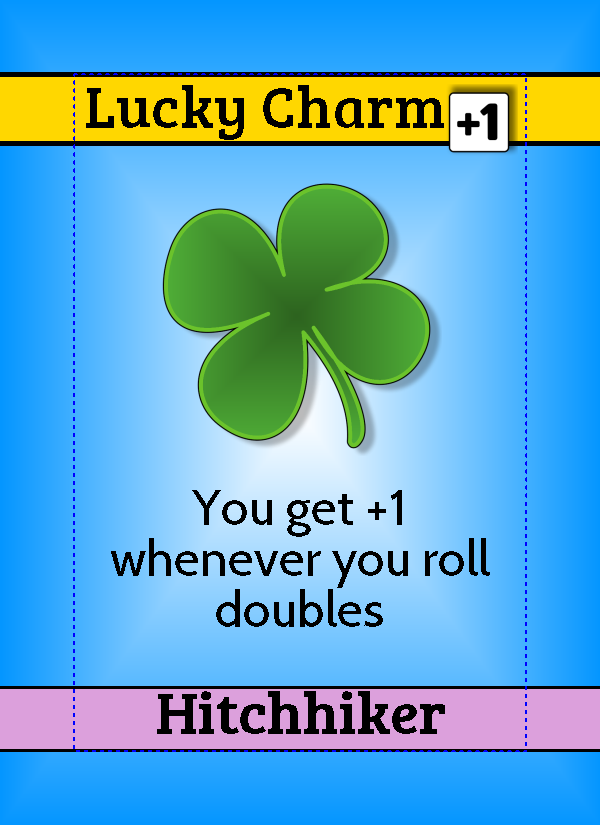 Lucky Charm +1
You get +1
whenever you roll
doubles
Hitchhiker